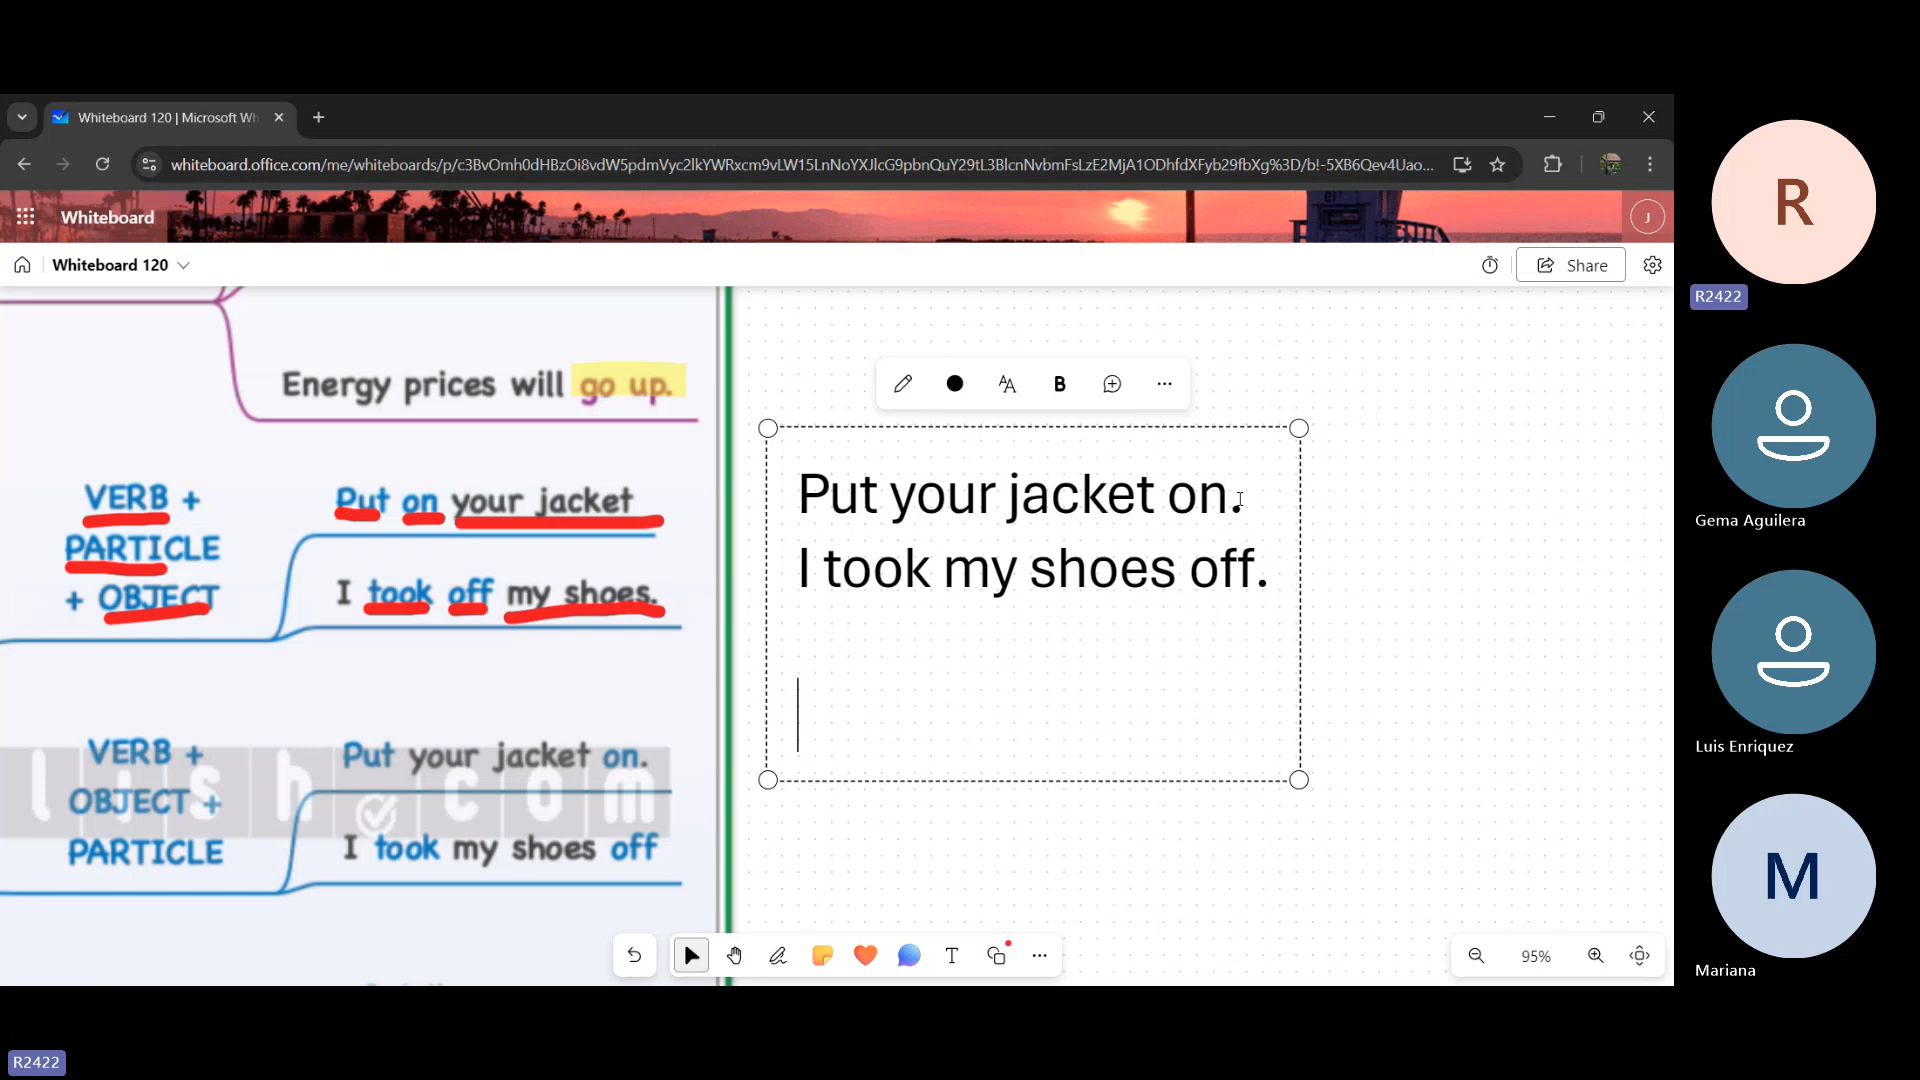 Whiteboard 120 | Microsoft Wh
whiteboard.office.com/me/whiteboards/p/c3BvOmh0dHBzOi8vdW5pdmVyc2lkYWRxcm9vLW15LnNoYXJlcG9pbnQuY29tL3BlcnNvbmFsLzE2MjA1ODhfdXFyb29fbXg%3D/b!-5XB6Qev4Uao...
Whiteboard
J
Whiteboard 120
Share
Energy prices will go up.
VERB +
PARTICLE
+ OBJECT
Put on your jacket
I took off my shoes.
VERB +
OBJECT +
PARTICLE
Put your jacket on.
I took my shoes off
lish.com
Put your jacket on.
I took my shoes off.
B
T
95%
R
R2422
Gema Aguilera
Luis Enriquez
M
Mariana
R2422